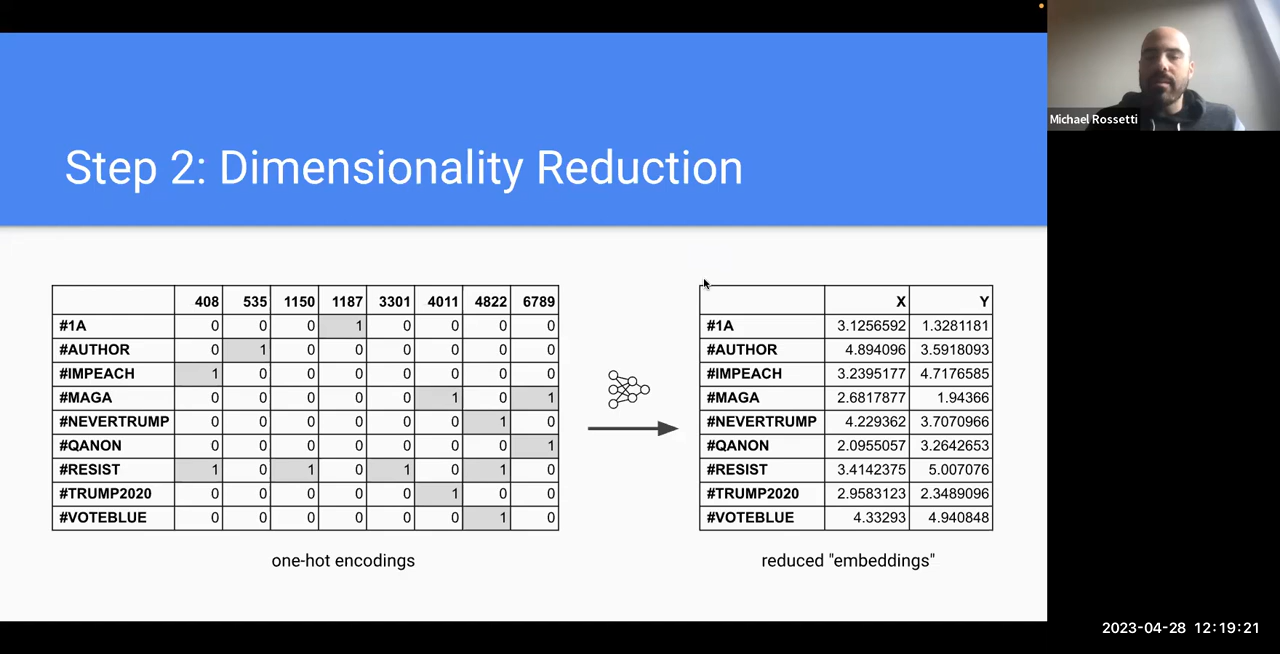 Michael Rossetti
Step 2: Dimensionality Reduction
408 535 1150 1187 3301 4011 4822 6789
#1A 0 0 0 1 0 0 0 0
#AUTHOR 0 1 0 0 0 0 0 0
#IMPEACH 1 0 0 0 0 0 0 0
#MAGA 0 0 0 0 0 1 0 1
#NEVERTRUMP 0 0 0 0 0 0 1 0
#QANON 0 0 0 0 0 0 0 1
#RESIST 1 0 1 0 1 0 1 0
#TRUMP2020 0 0 0 0 0 1 0 0
#VOTEBLUE 0 0 0 0 0 0 1 0
one-hot encodings
X Y
#1A 3.1256592 1.3281181
#AUTHOR 4.894096 3.5918093
#IMPEACH 3.2395177 4.7176585
#MAGA 2.6817877 1.94366
#NEVERTRUMP 4.229362 3.7070966
#QANON 2.0955057 3.2642653
#RESIST 3.4142375 5.007076
#TRUMP2020 2.9583123 2.3489096
#VOTEBLUE 4.33293 4.940848
reduced "embeddings"
2023-04-28 12:19:21